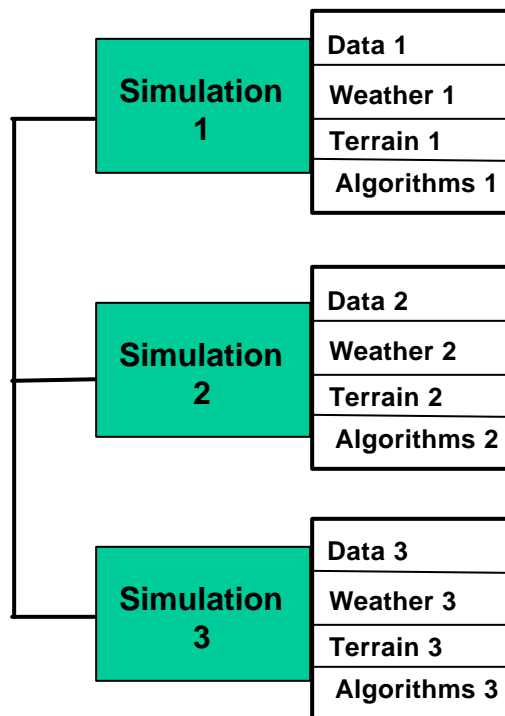 Simulation
1
Data 1
Weather 1
Terrain 1
Algorithms 1
Simulation
2
Data 2
Weather 2
Terrain 2
Algorithms 2
Simulation
3
Data 3
Weather 3
Terrain 3
Algorithms 3